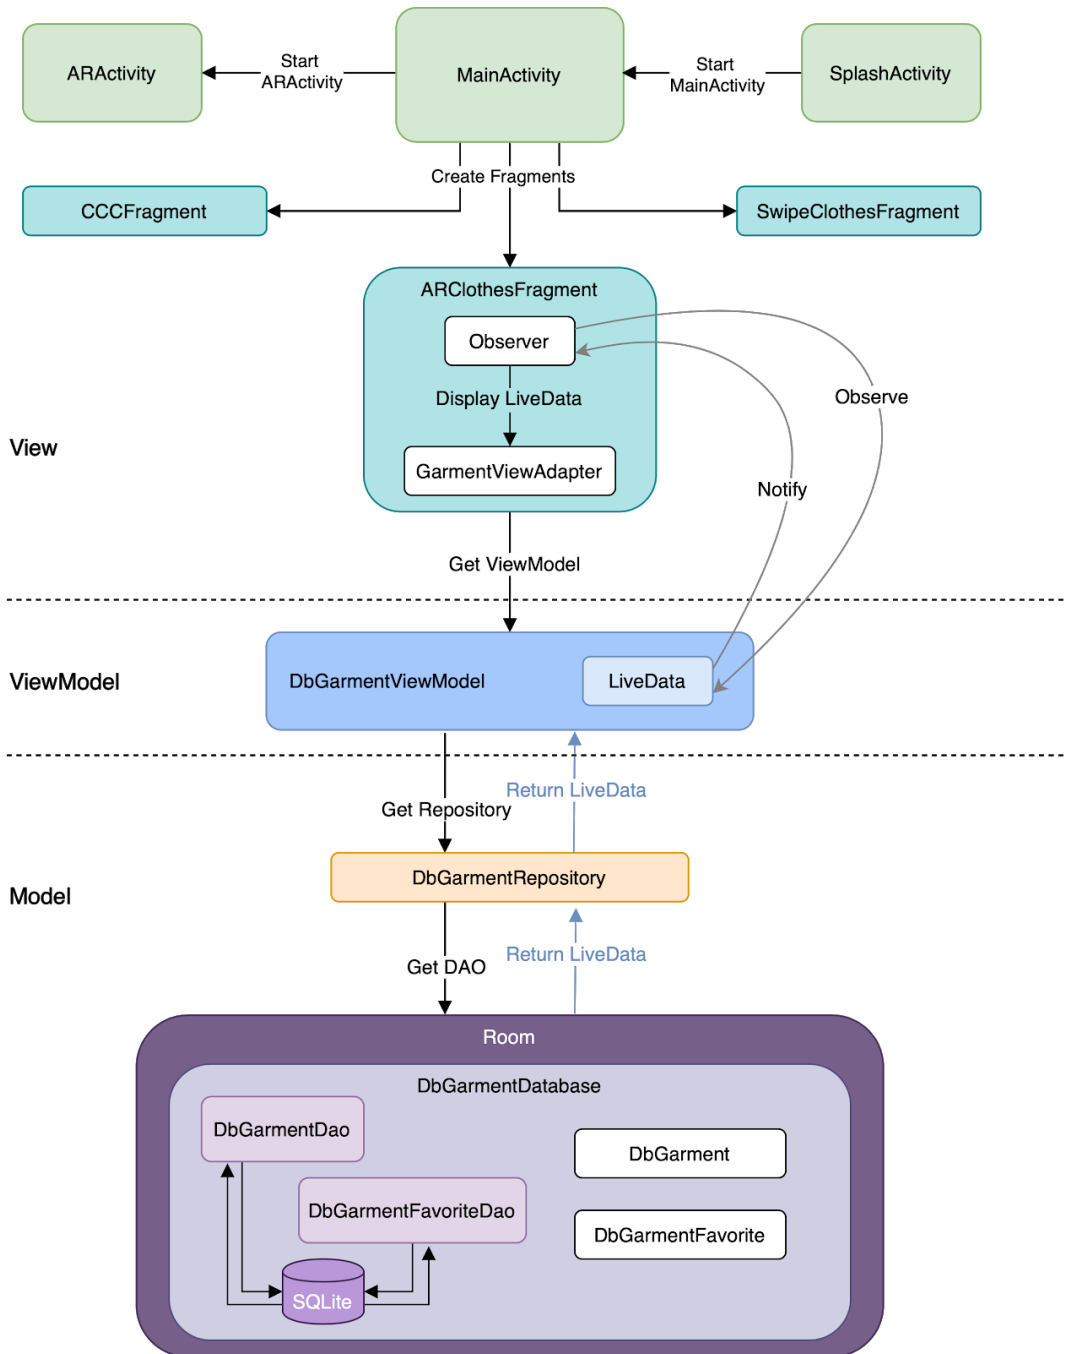 ARActivity
Start
ARActivity
MainActivity
Start
MainActivity
SplashActivity
Create Fragments
CCCFragment
SwipeClothesFragment
ARClothesFragment
Observer
Display LiveData
GarmentViewAdapter
Observe
Notify
View
Get ViewModel
ViewModel
DbGarmentViewModel
LiveData
Return LiveData
Get Repository
DbGarmentRepository
Model
Return LiveData
Get DAO
Room
DbGarmentDatabase
DbGarmentDao
DbGarment
DbGarmentFavoriteDao
DbGarmentFavorite
SQLite